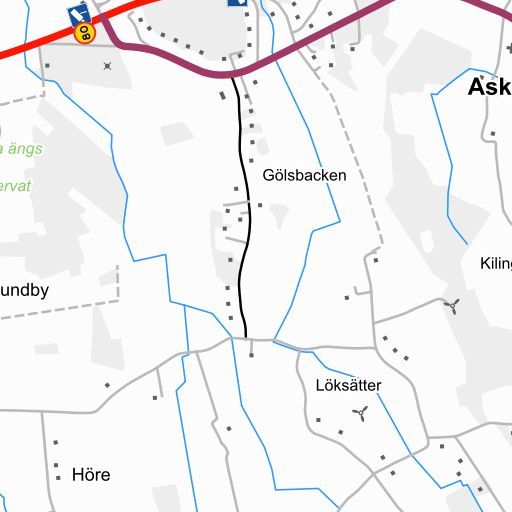 80
Ask
a ängs
ervat
Gölsbacken
Kiling
undby
Löksätter
Höre